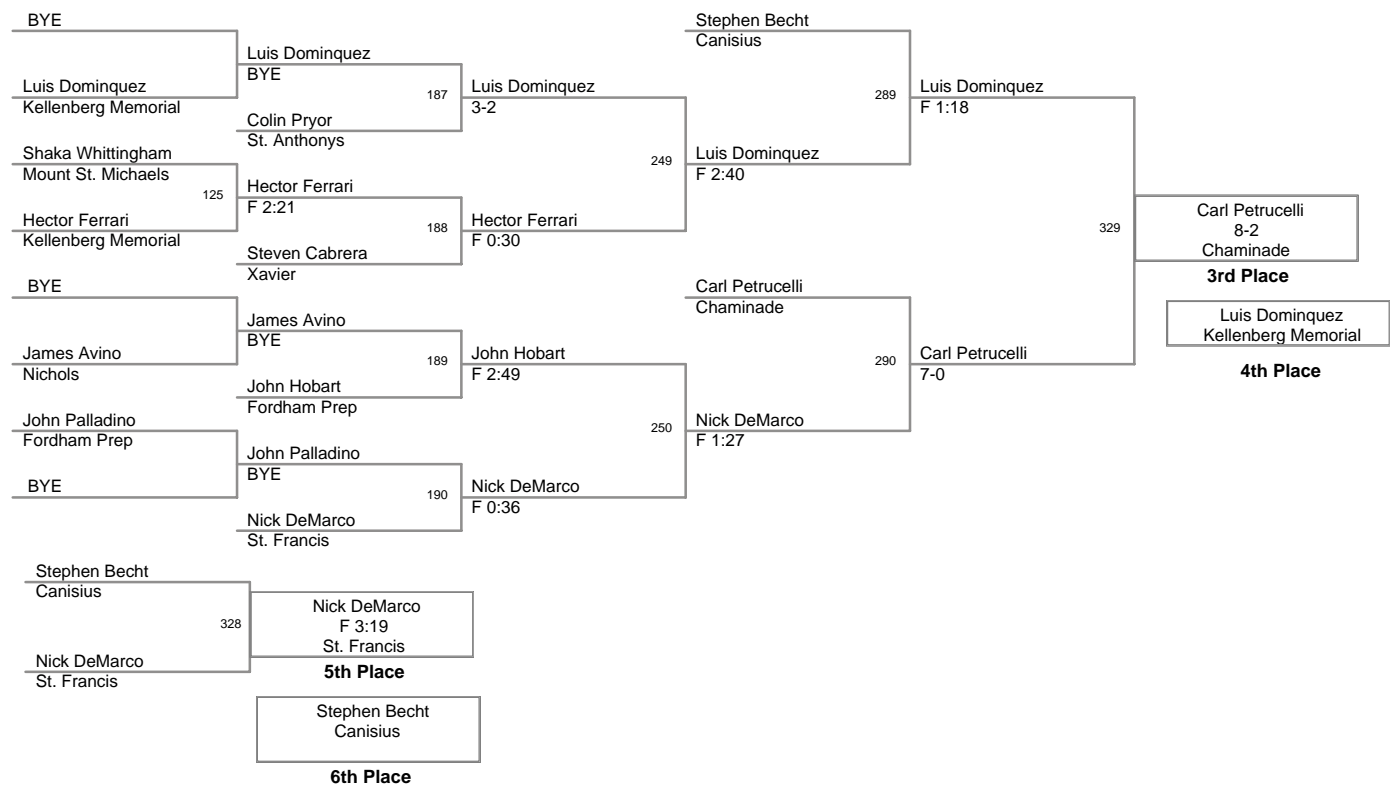 BYE
Luis Dominquez
Kellenberg Memorial
Shaka Whittingham
Mount St. Michaels
125
Hector Ferrari
Kellenberg Memorial
BYE
James Avino
Nichols
John Palladino
Fordham Prep
BYE
Luis Dominquez
BYE
187
Colin Pryor
St. Anthonys
Hector Ferrari
F 2:21
188
Steven Cabrera
Xavier
James Avino
BYE
189
John Hobart
Fordham Prep
John Palladino
BYE
190
Nick DeMarco
St. Francis
Luis Dominquez
3-2
249
Hector Ferrari
F 0:30
John Hobart
F 2:49
250
Nick DeMarco
F 0:36
Stephen Becht
Canisius
289
Luis Dominquez
F 2:40
Carl Petrucelli
Chaminade
290
Nick DeMarco
F 1:27
Luis Dominquez
F 1:18
329
Carl Petrucelli
7-0
Carl Petrucelli
8-2
Chaminade
3rd Place
Luis Dominquez
Kellenberg Memorial
4th Place
Stephen Becht
Canisius
328
Nick DeMarco
St. Francis
Nick DeMarco
F 3:19
St. Francis
5th Place
Stephen Becht
Canisius
6th Place